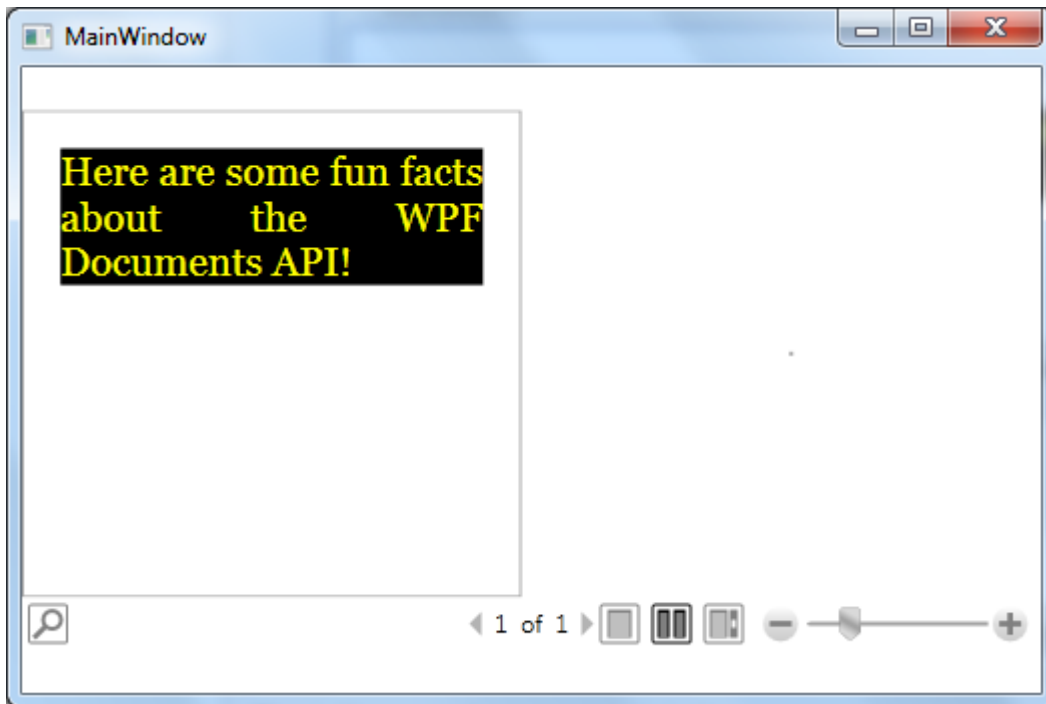 MainWindow
Here are some fun facts
about the WPF
Documents API!
1 of 1